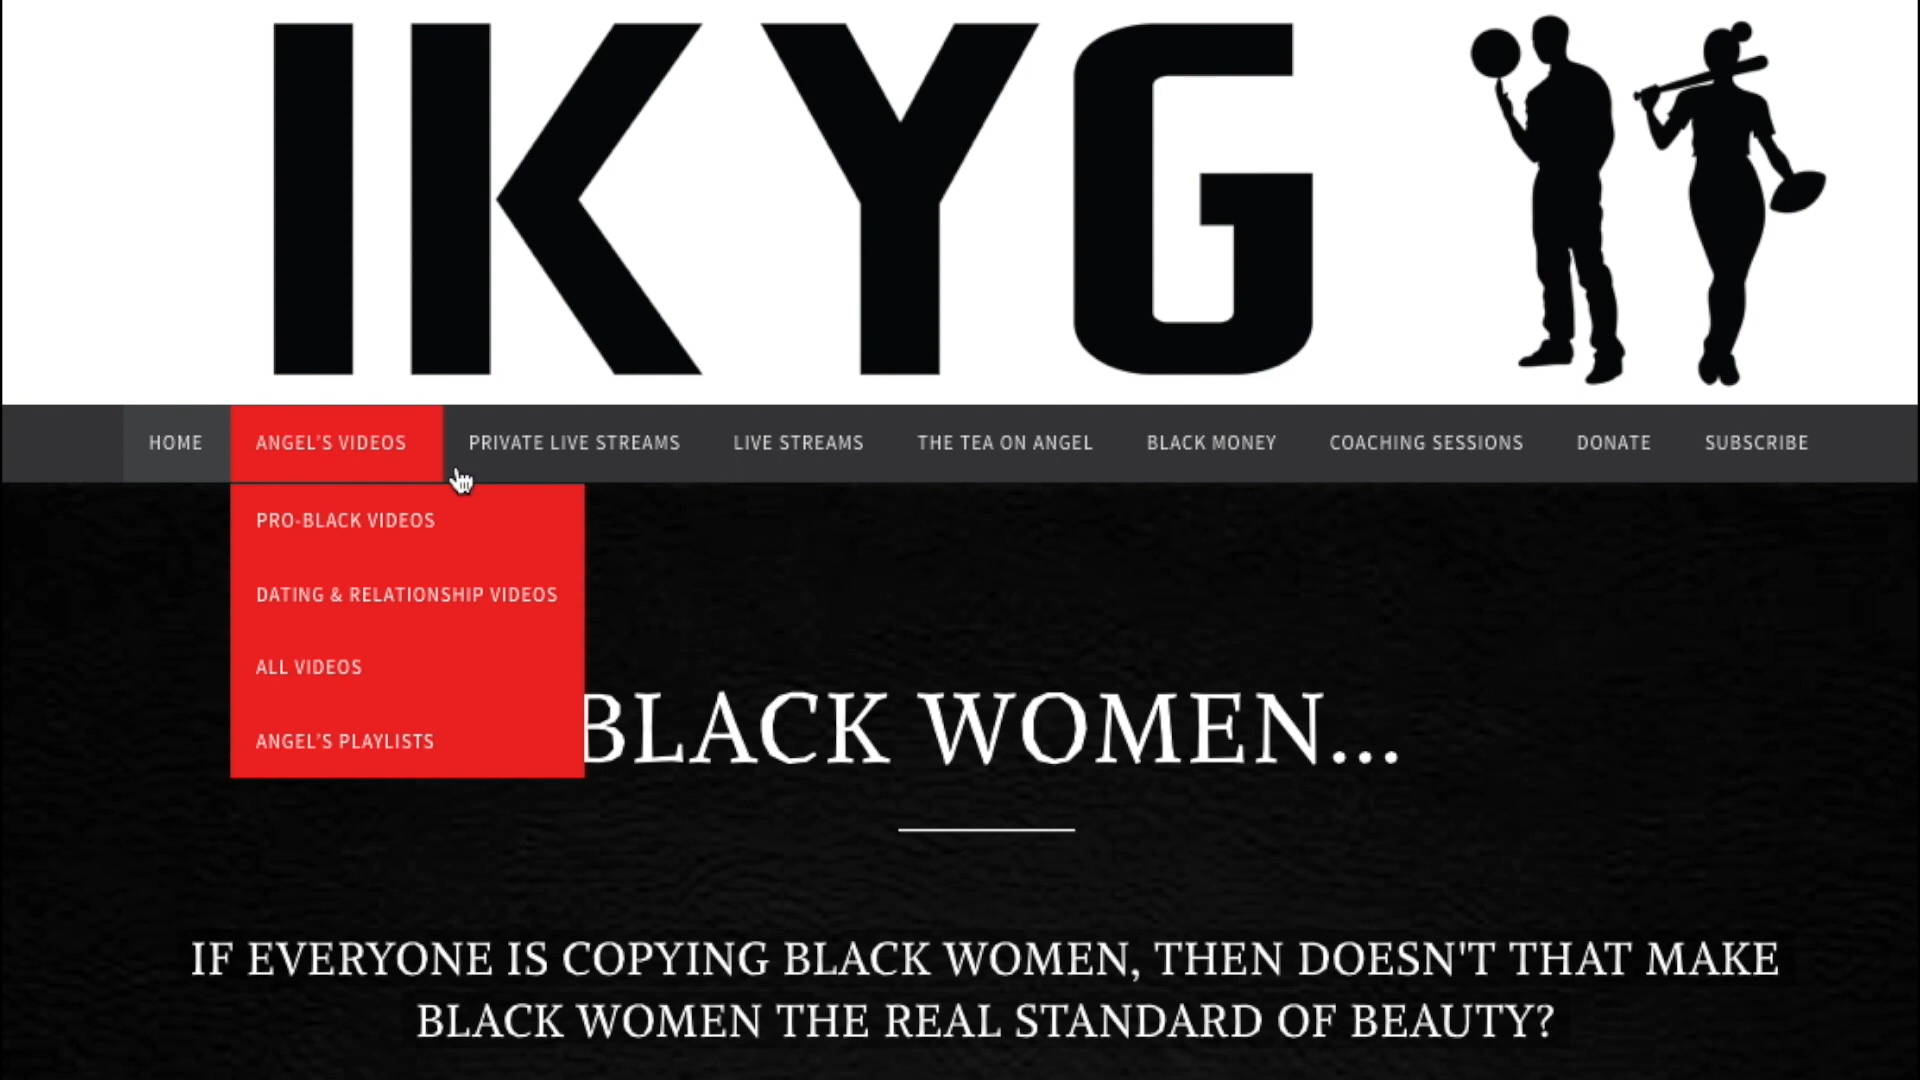 IKYG
HOME ANGEL'S VIDEOS PRIVATE LIVE STREAMS LIVE STREAMS THE TEA ON ANGEL BLACK MONEY COACHING SESSIONS DONATE SUBSCRIBE
PRO-BLACK VIDEOS
DATING & RELATIONSHIP VIDEOS
ALL VIDEOS
ANGEL'S PLAYLISTS
BLACK WOMEN...
IF EVERYONE IS COPYING BLACK WOMEN, THEN DOESN'T THAT MAKE
BLACK WOMEN THE REAL STANDARD OF BEAUTY?